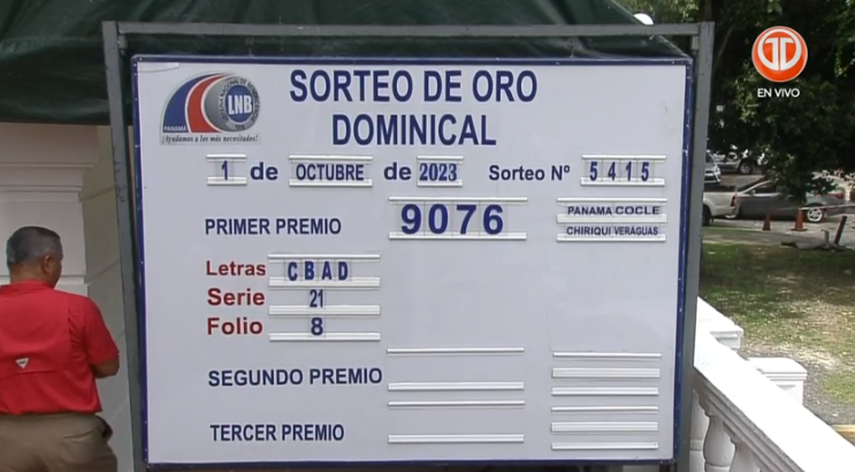 EN VIVO
LNB
PANAMA
¡Ayudamos a los más necesitados!
SORTEO DE ORO
DOMINICAL
1 de OCTUBRE de 2023 Sorteo Nº 5415
PRIMER PREMIO 9076 PANAMA COCLE
CHIRIQUI VERAGUAS
Letras CBAD
Serie 21
Folio 8
SEGUNDO PREMIO
TERCER PREMIO